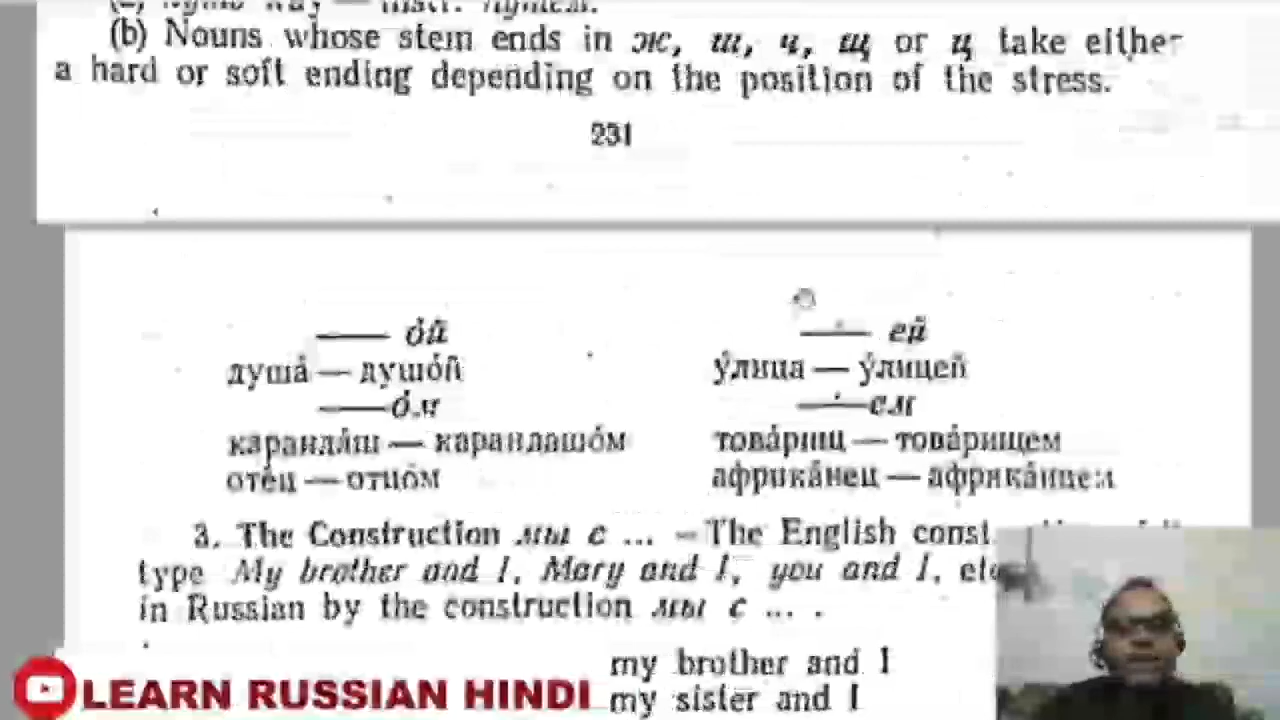 (b) Nouns whose stem ends in ж, ш, ч, щ or ц take either
a hard or soft ending depending on the position of the stress.
231
—— óй
душá — душóй
—— óм
карандáш — карандашóм
отéц — отцóм
—— ей
ýлица — ýлицей
—— ем
товáрищ — товáрищем
африкáнец — африкáнцем
3. The Construction мы с ... – The English
type My brother and I, Mary and I, you and I,
in Russian by the construction мы с ... .
my brother and I
my sister and I
LEARN RUSSIAN HINDI